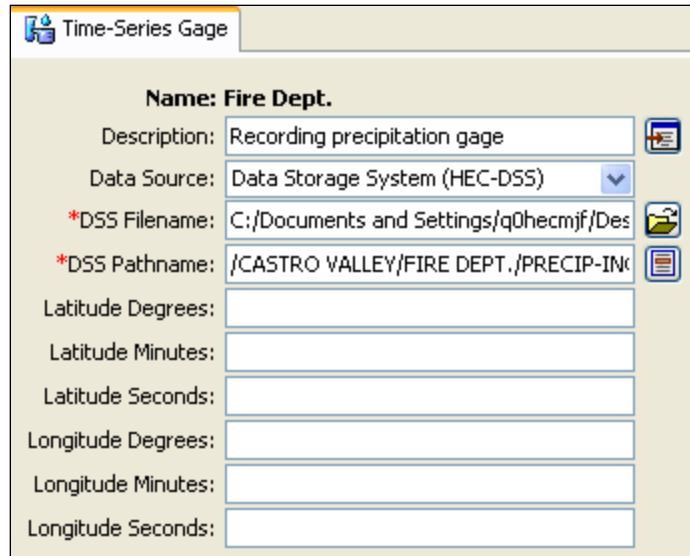 Time-Series Gage
Name: Fire Dept.
Description: Recording precipitation gage
Data Source: Data Storage System (HEC-DSS)
*DSS Filename: C:/Documents and Settings/q0hecmjf/Des
*DSS Pathname: /CASTRO VALLEY/FIRE DEPT./PRECIP-INC
Latitude Degrees:
Latitude Minutes:
Latitude Seconds:
Longitude Degrees:
Longitude Minutes:
Longitude Seconds: